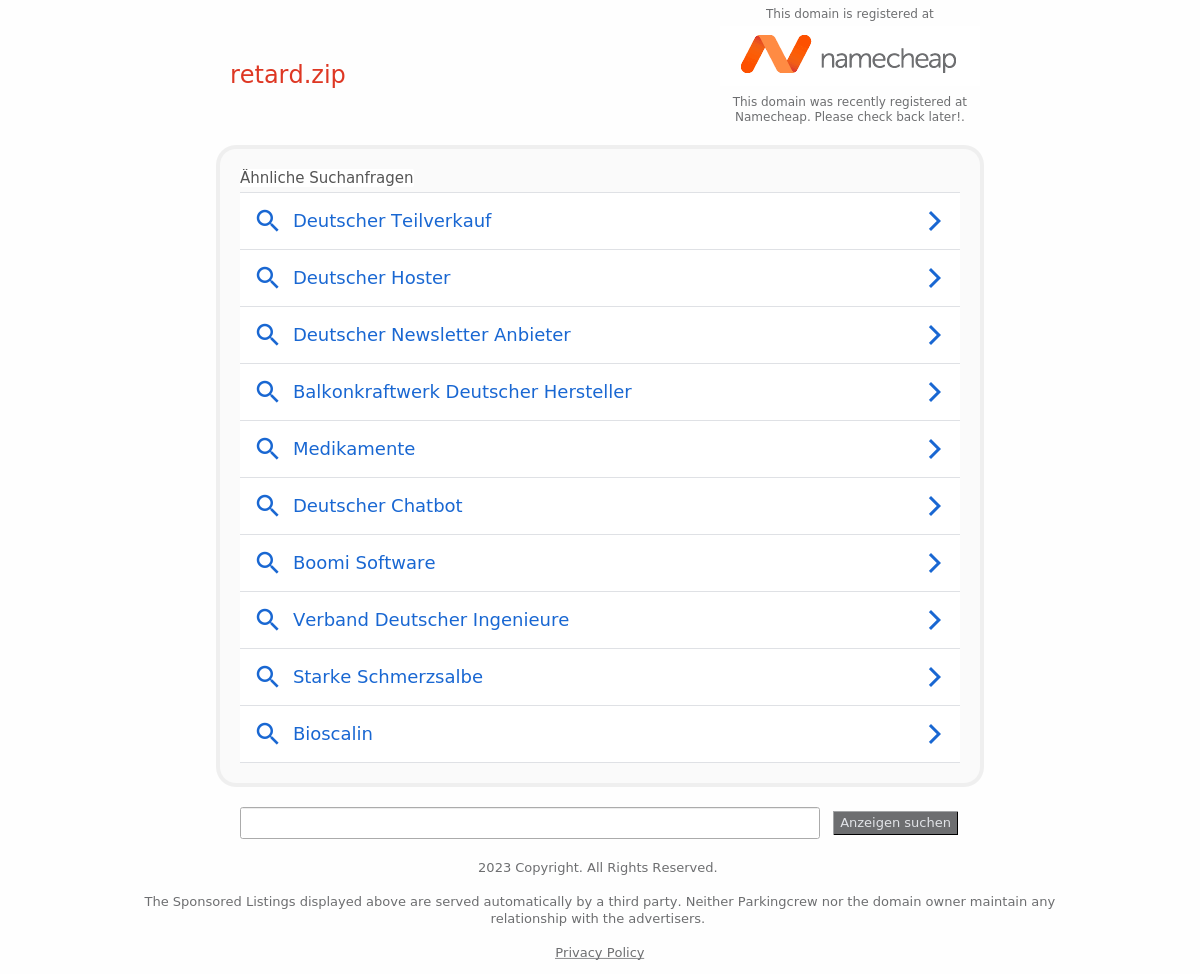 This domain is registered at
namecheap
retard.zip
This domain was recently registered at
Namecheap. Please check back later!.
Ähnliche Suchanfragen
Deutscher Teilverkauf
Deutscher Hoster
Deutscher Newsletter Anbieter
Balkonkraftwerk Deutscher Hersteller
Medikamente
Deutscher Chatbot
Boomi Software
Verband Deutscher Ingenieure
Starke Schmerzsalbe
Bioscalin
Anzeigen suchen
2023 Copyright. All Rights Reserved.
The Sponsored Listings displayed above are served automatically by a third party. Neither Parkingcrew nor the domain owner maintain any
relationship with the advertisers.
Privacy Policy